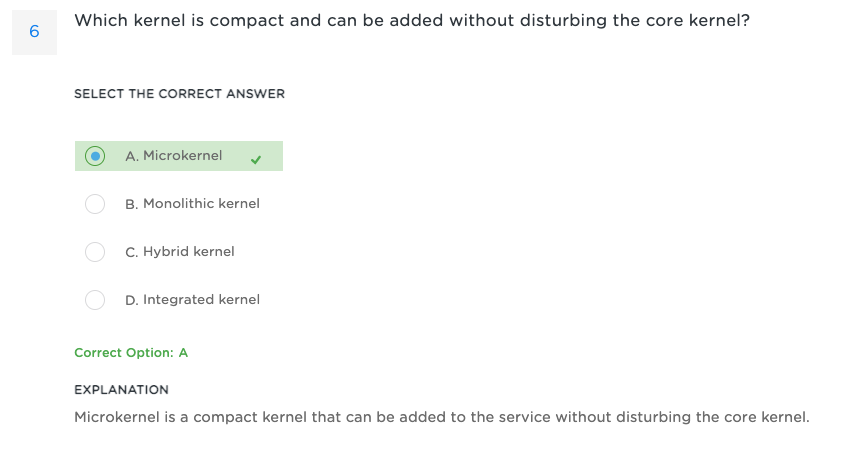 6
Which kernel is compact and can be added without disturbing the core kernel?
SELECT THE CORRECT ANSWER
A. Microkernel
B. Monolithic kernel
C. Hybrid kernel
D. Integrated kernel
Correct Option: A
EXPLANATION
Microkernel is a compact kernel that can be added to the service without disturbing the core kernel.